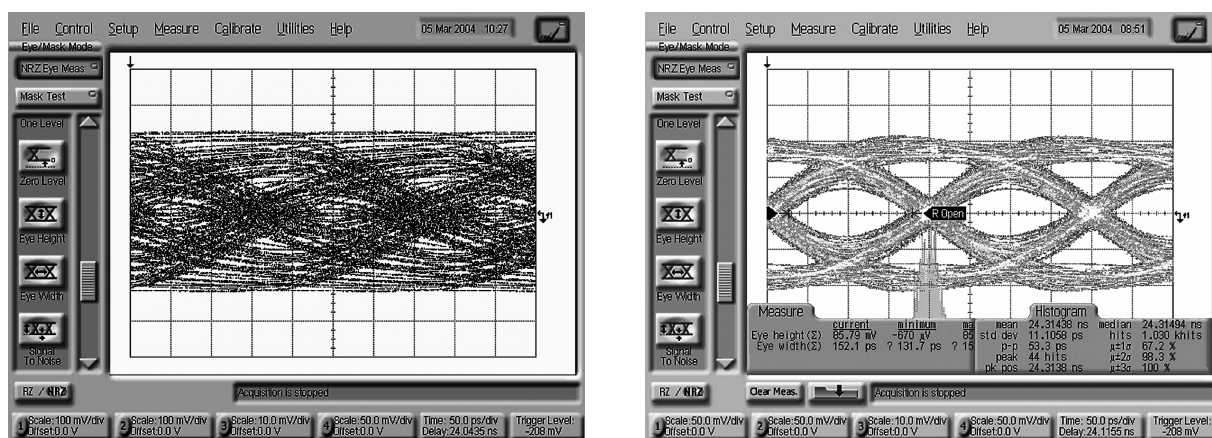 File Control Setup Measure Calibrate Utilities Help 05 Mar 2004 10:27
Eye/Mask Mode
NRZ Eye Meas
Mask Test
One Level
Zero Level
Eye Height
Eye Width
Signal
To Noise
RZ / NRZ
Acquisition is stopped
1 Scale: 100 mV/div
Offset:0.0 V
2 Scale: 100 mV/div
Offset:0.0 V
3 Scale: 10.0 mV/div
Offset:0.0 V
4 Scale: 50.0 mV/div
Offset:0.0 V
Time: 50.0 ps/div
Delay:24.0435 ns
Trigger Level:
-208 mV
File Control Setup Measure Calibrate Utilities Help 05 Mar 2004 08:51
Eye/Mask Mode
NRZ Eye Meas
Mask Test
One Level
Zero Level
Eye Height
Eye Width
Signal
To Noise
R Open
Measure
current minimum ma
Eye height(Σ) 85.79 mV -670 µV 85
Eye width(Σ) 152.1 ps ? 131.7 ps ? 15
Histogram
mean 24.31438 ns median 24.31494 ns
std dev 11.1058 ps hits 1.030 khits
p-p 53.3 ps µ±1σ 67.2 %
peak 44 hits µ±2σ 98.3 %
pk pos 24.3138 ns µ±3σ 100 %
RZ / NRZ
Clear Meas.
Acquisition is stopped
1 Scale: 50.0 mV/div
Offset:0.0 V
2 Scale: 50.0 mV/div
Offset:0.0 V
3 Scale: 10.0 mV/div
Offset:0.0 V
4 Scale: 50.0 mV/div
Offset:0.0 V
Time: 50.0 ps/div
Delay:24.1155 ns
Trigger Level:
-208 mV